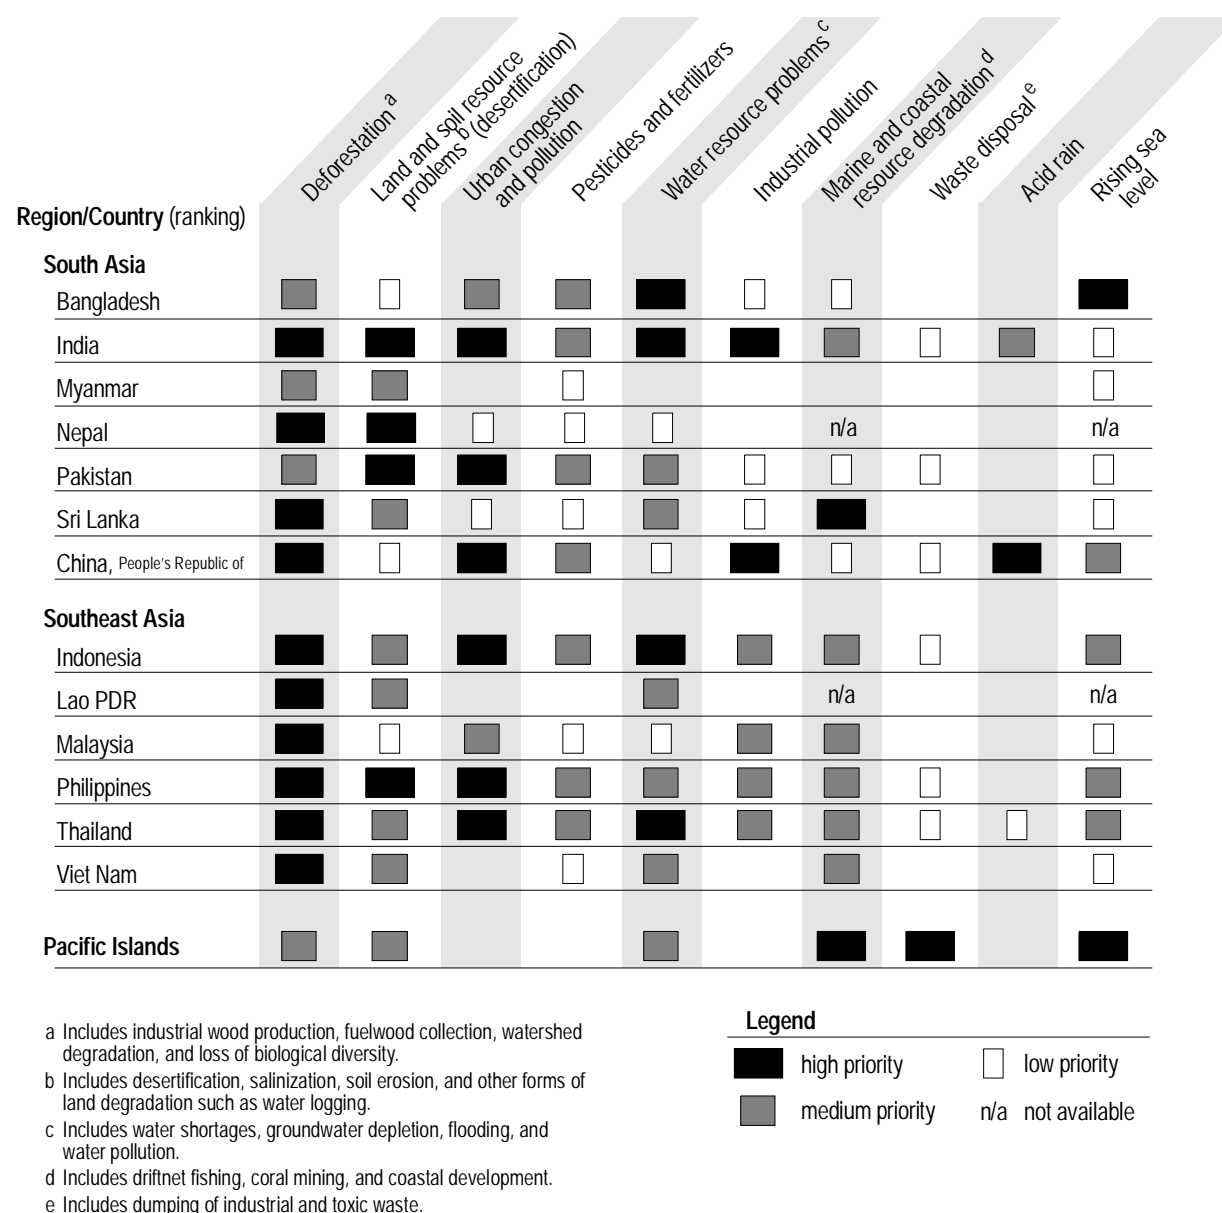 Deforestation a
Land and soil resource
problems b (desertification)
Urban congestion
and pollution
Pesticides and fertilizers
Water resource problems c
Industrial pollution
Marine and coastal
resource degradation d
Waste disposal e
Acid rain
Rising sea
level
Region/Country (ranking)
South Asia
Bangladesh
India
Myanmar
Nepal n/a n/a
Pakistan
Sri Lanka
China, People's Republic of
Southeast Asia
Indonesia
Lao PDR n/a n/a
Malaysia
Philippines
Thailand
Viet Nam
Pacific Islands
a Includes industrial wood production, fuelwood collection, watershed
degradation, and loss of biological diversity.
b Includes desertification, salinization, soil erosion, and other forms of
land degradation such as water logging.
c Includes water shortages, groundwater depletion, flooding, and
water pollution.
d Includes driftnet fishing, coral mining, and coastal development.
e Includes dumping of industrial and toxic waste.
Legend
high priority low priority
medium priority n/a not available